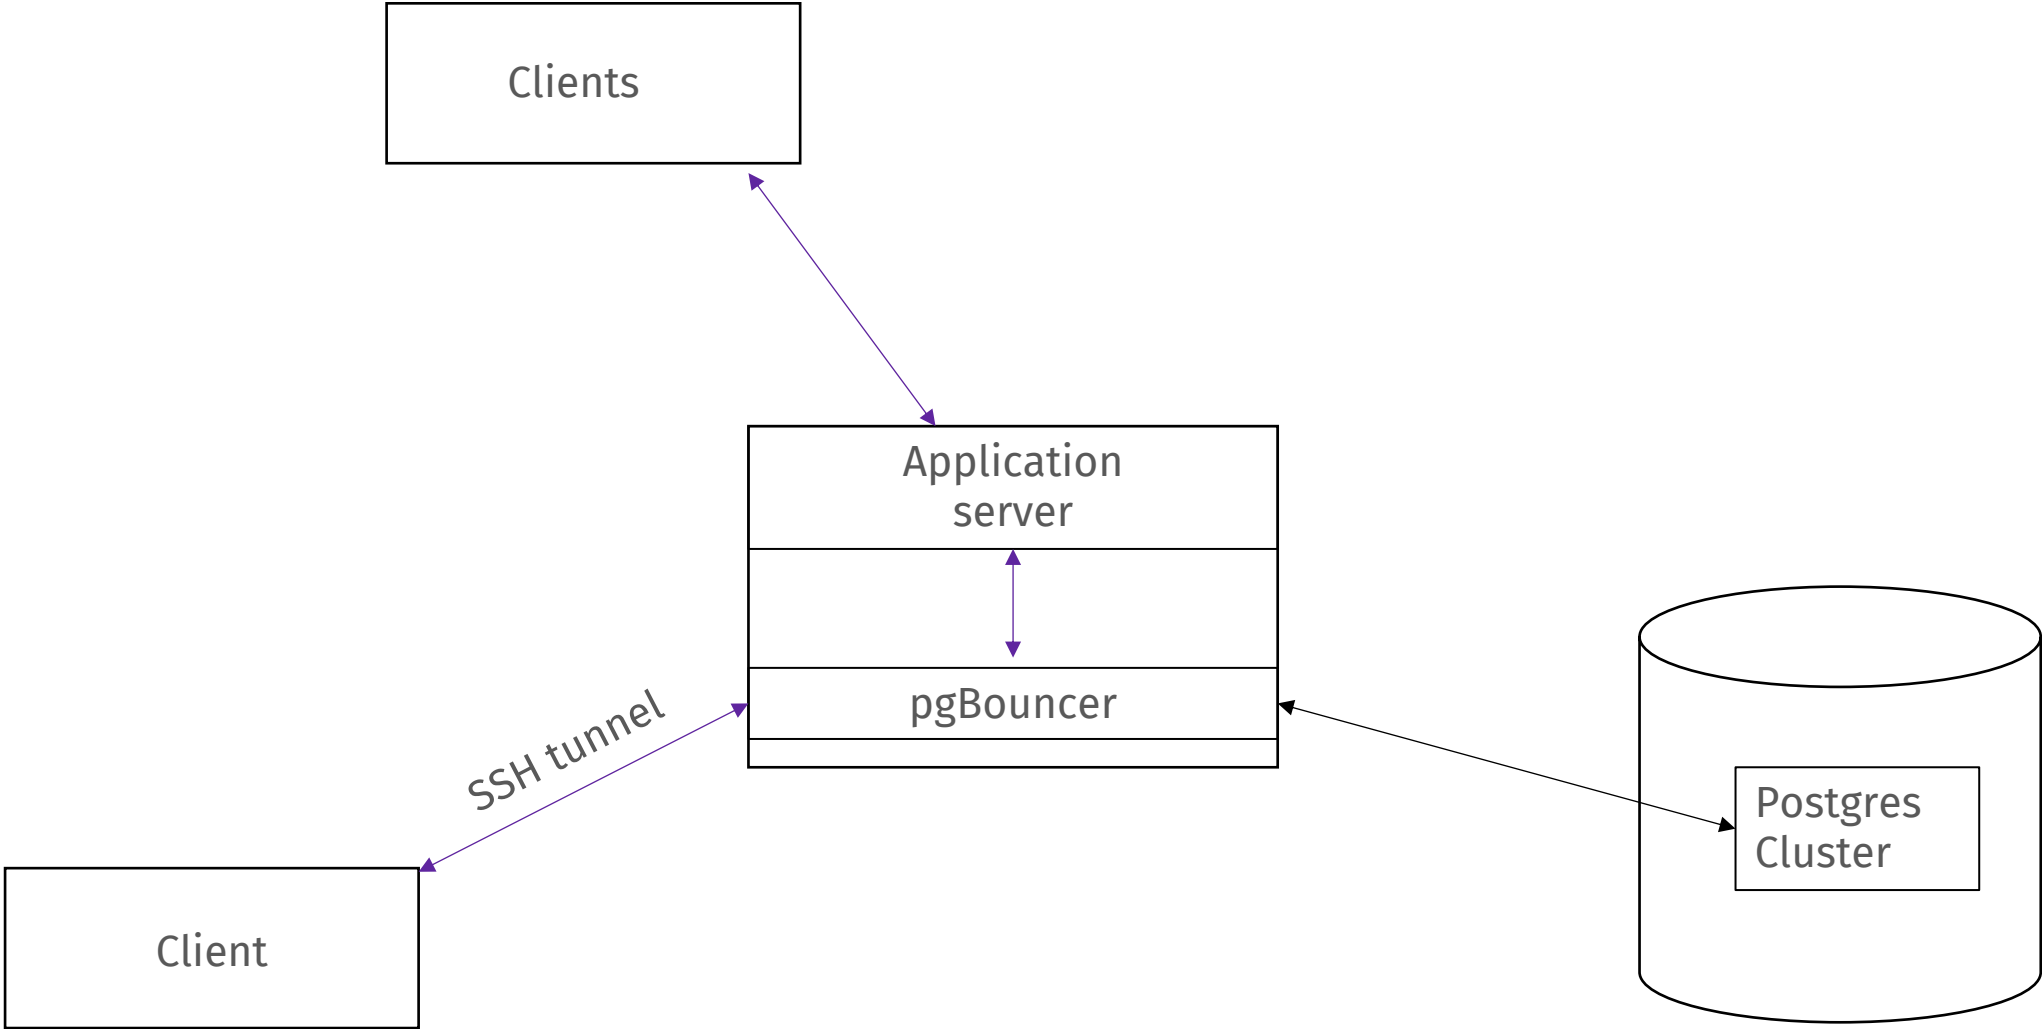 Clients
Application
server
pgBouncer
SSH tunnel
Postgres
Cluster
Client